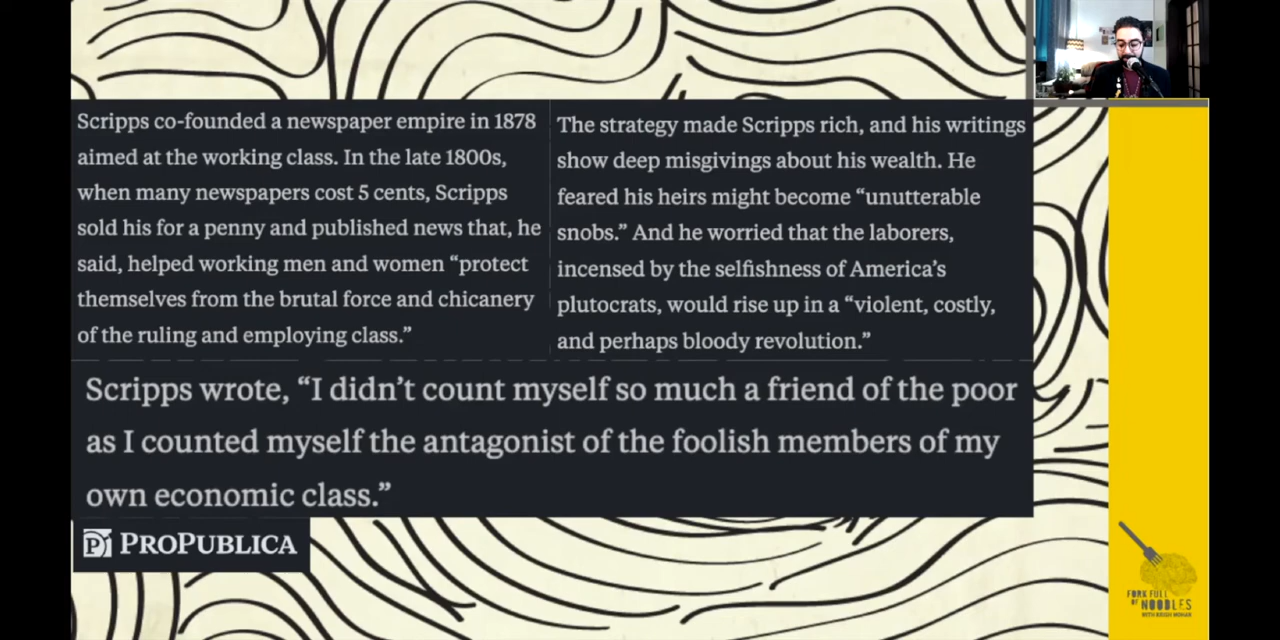 Scripps co-founded a newspaper empire in 1878
aimed at the working class. In the late 1800s,
when many newspapers cost 5 cents, Scripps
sold his for a penny and published news that, he
said, helped working men and women “protect
themselves from the brutal force and chicanery
of the ruling and employing class.”
The strategy made Scripps rich, and his writings
show deep misgivings about his wealth. He
feared his heirs might become “unutterable
snobs.” And he worried that the laborers,
incensed by the selfishness of America’s
plutocrats, would rise up in a “violent, costly,
and perhaps bloody revolution.”
Scripps wrote, “I didn’t count myself so much a friend of the poor
as I counted myself the antagonist of the foolish members of my
own economic class.”
PROPUBLICA
FORK FULL
OF NOODLES
WITH KRISH MOHAN